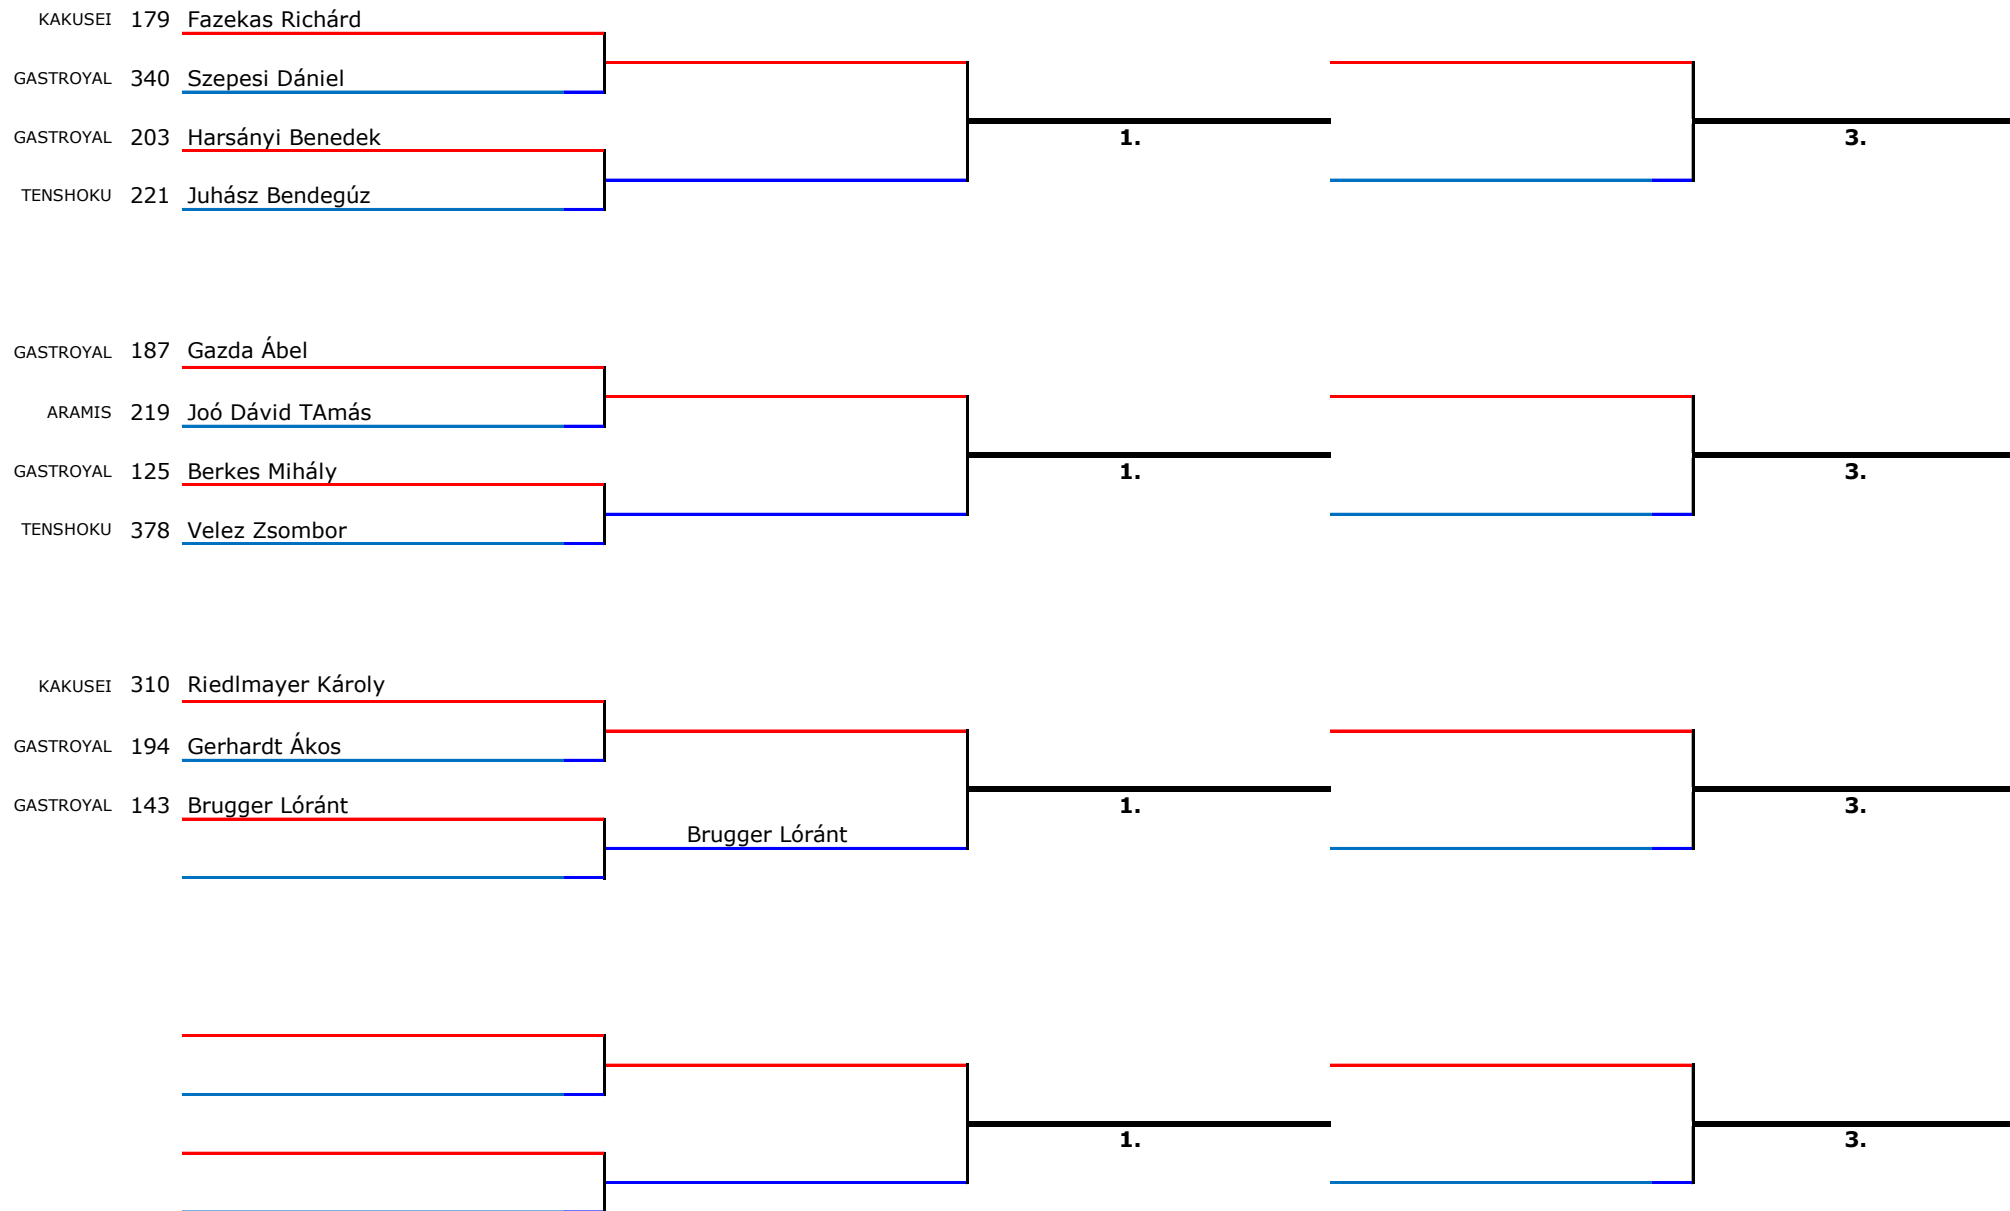 KAKUSEI 179 Fazekas Richárd
GASTROYAL 340 Szepesi Dániel
GASTROYAL 203 Harsányi Benedek 1. 3.
TENSHOKU 221 Juhász Bendegúz
GASTROYAL 187 Gazda Ábel
ARAMIS 219 Joó Dávid TAmás
GASTROYAL 125 Berkes Mihály 1. 3.
TENSHOKU 378 Velez Zsombor
KAKUSEI 310 Riedlmayer Károly
GASTROYAL 194 Gerhardt Ákos
GASTROYAL 143 Brugger Lóránt 1. 3.
Brugger Lóránt
1. 3.